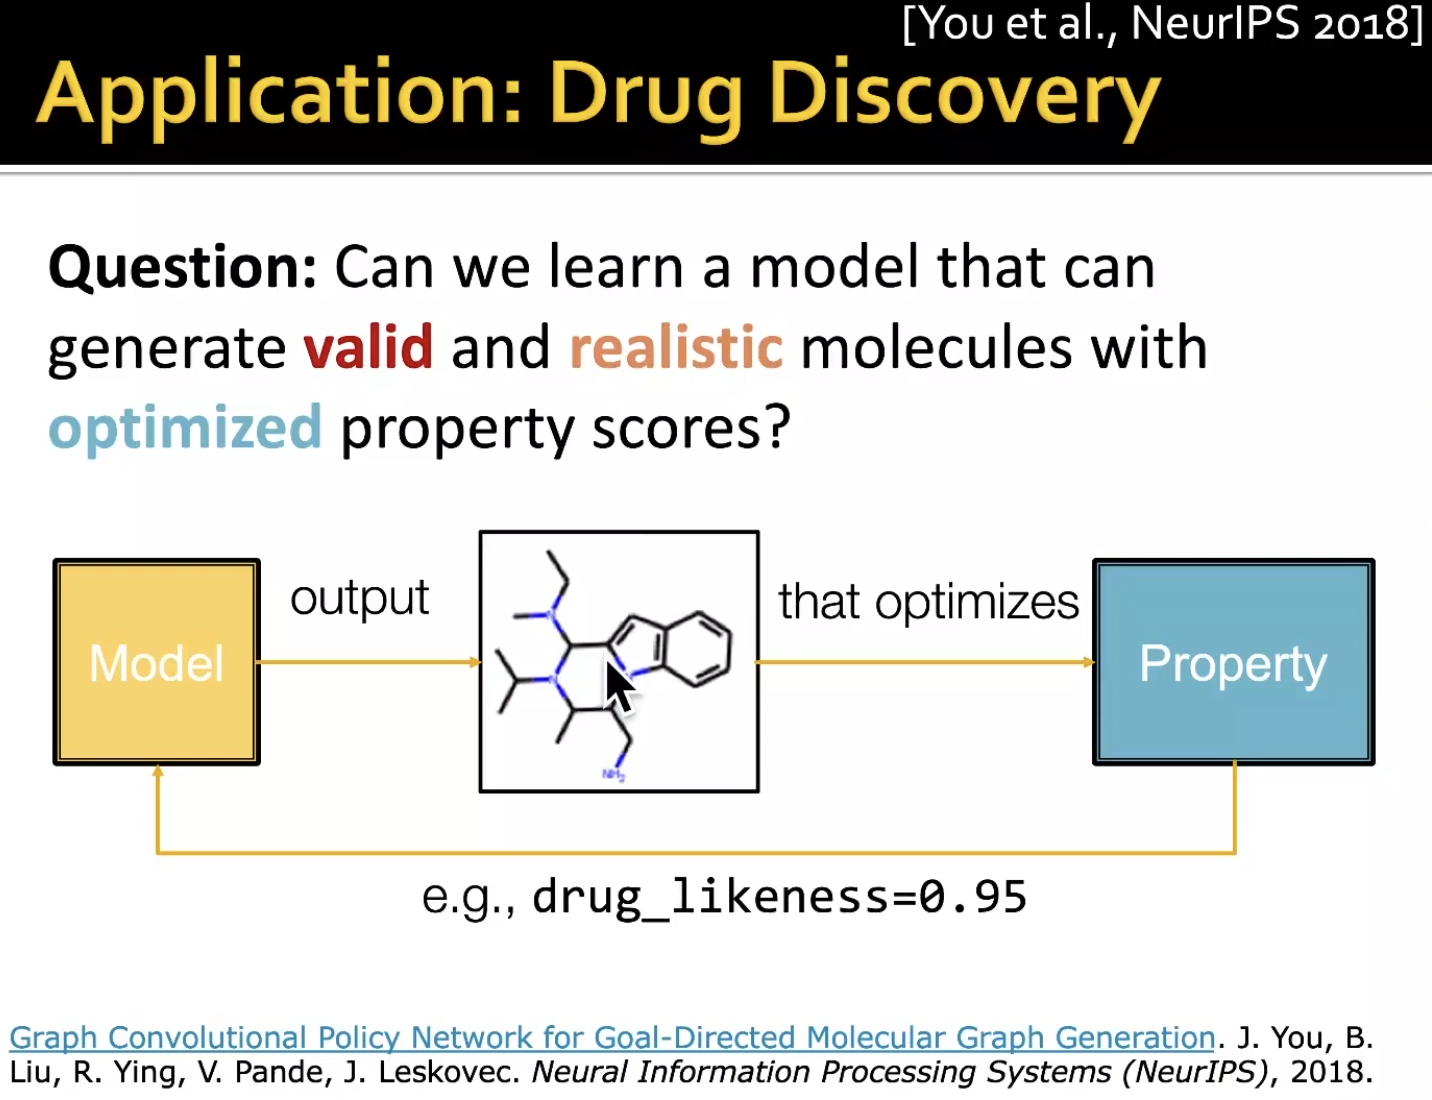 [You et al., NeurIPS 2018]
Application: Drug Discovery
Question: Can we learn a model that can
generate valid and realistic molecules with
optimized property scores?
Model
output
NH₂
that optimizes
Property
e.g., drug_likeness=0.95
Graph Convolutional Policy Network for Goal-Directed Molecular Graph Generation. J. You, B.
Liu, R. Ying, V. Pande, J. Leskovec. Neural Information Processing Systems (NeurIPS), 2018.